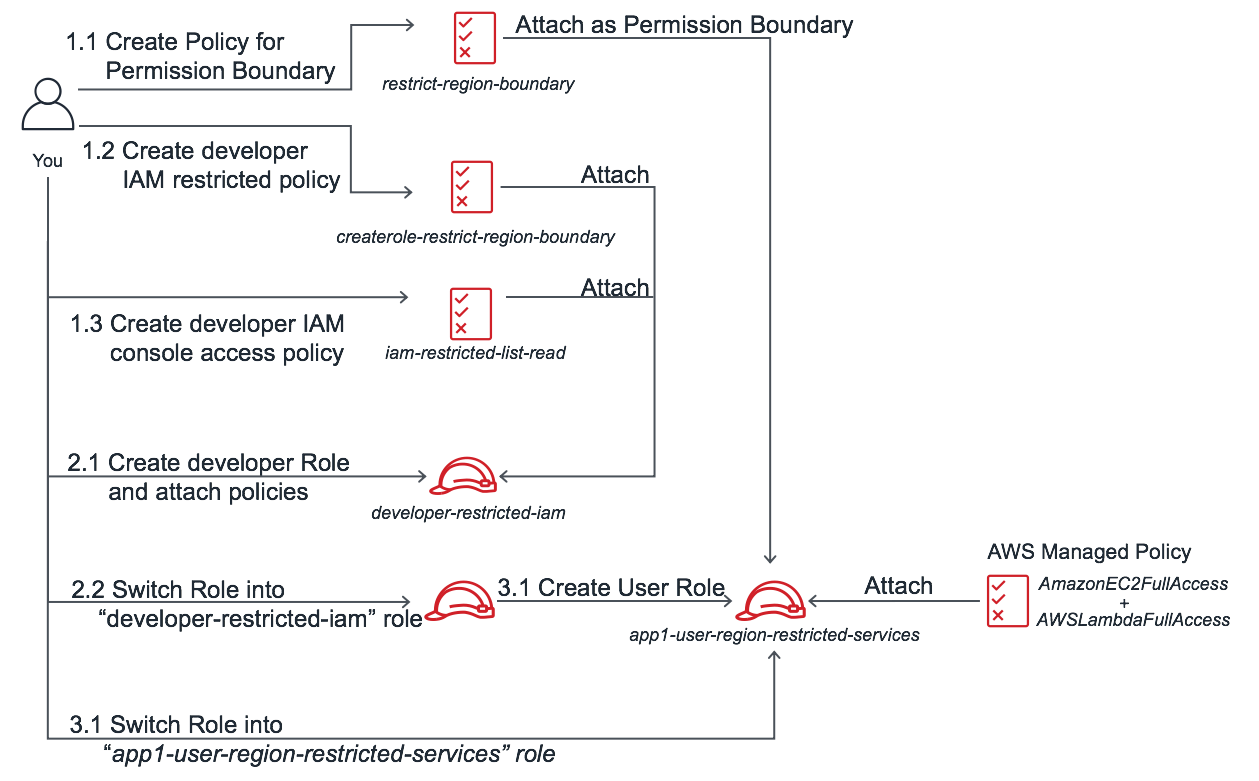 1.1 Create Policy for
Permission Boundary
Attach as Permission Boundary
restrict-region-boundary
You
1.2 Create developer
IAM restricted policy
Attach
createrole-restrict-region-boundary
Attach
1.3 Create developer IAM
console access policy
iam-restricted-list-read
2.1 Create developer Role
and attach policies
developer-restricted-iam
2.2 Switch Role into
“developer-restricted-iam” role
3.1 Create User Role
app1-user-region-restricted-services
Attach
AWS Managed Policy
AmazonEC2FullAccess
+
AWSLambdaFullAccess
3.1 Switch Role into
“app1-user-region-restricted-services” role